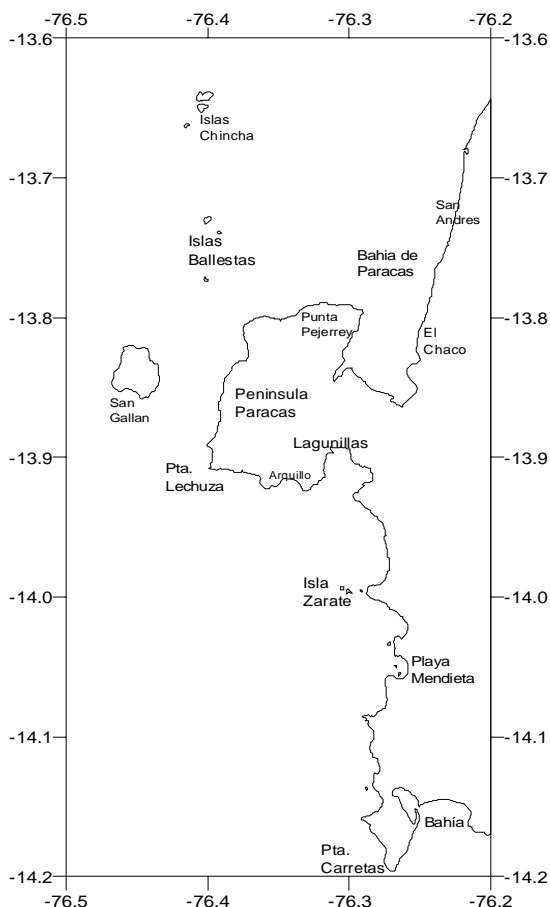 -76.5 -76.4 -76.3 -76.2
-13.6 -13.6
Islas
Chincha
-13.7 -13.7
San
Andres
Islas
Ballestas
Bahia de
Paracas
-13.8 -13.8
Punta
Pejerrey
El
Chaco
San
Gallan
Peninsula
Paracas
Lagunillas
-13.9 -13.9
Pta.
Lechuza
Arquillo
Isla
Zarate
-14.0 -14.0
Playa
Mendieta
-14.1 -14.1
Bahía
Pta.
Carretas
-14.2 -14.2
-76.5 -76.4 -76.3 -76.2